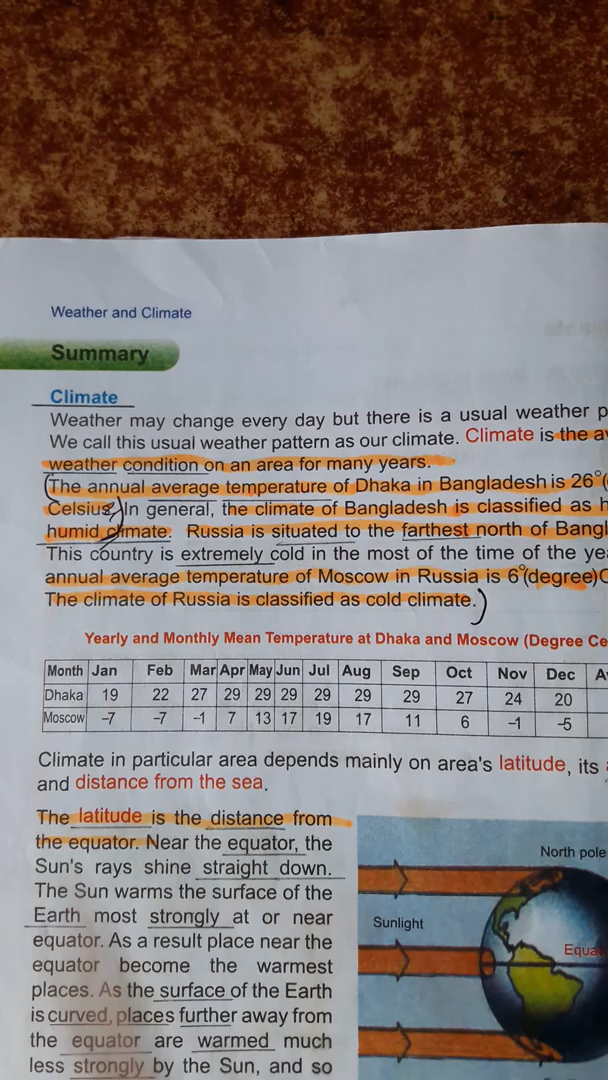 Weather and Climate
Summary
Climate
Weather may change every day but there is a usual weather p
We call this usual weather pattern as our climate. Climate is the a
weather condition on an area for many years.
The annual average temperature of Dhaka in Bangladesh is 26°(
Celsius. In general, the climate of Bangladesh is classified as h
humid climate. Russia is situated to the farthest north of Bangl
This country is extremely cold in the most of the time of the ye
annual average temperature of Moscow in Russia is 6°(degree)C
The climate of Russia is classified as cold climate.
Yearly and Monthly Mean Temperature at Dhaka and Moscow (Degree Ce
Month Jan Feb Mar Apr May Jun Jul Aug Sep Oct Nov Dec A
Dhaka 19 22 27 29 29 29 29 29 29 27 24 20
Moscow -7 -7 -1 7 13 17 19 17 11 6 -1 -5
Climate in particular area depends mainly on area's latitude, its
and distance from the sea.
The latitude is the distance from
the equator. Near the equator, the
Sun's rays shine straight down.
The Sun warms the surface of the
Earth most strongly at or near
equator. As a result place near the
equator become the warmest
places. As the surface of the Earth
is curved, places further away from
the equator are warmed much
less strongly by the Sun, and so
North pole
Sunlight
Equa